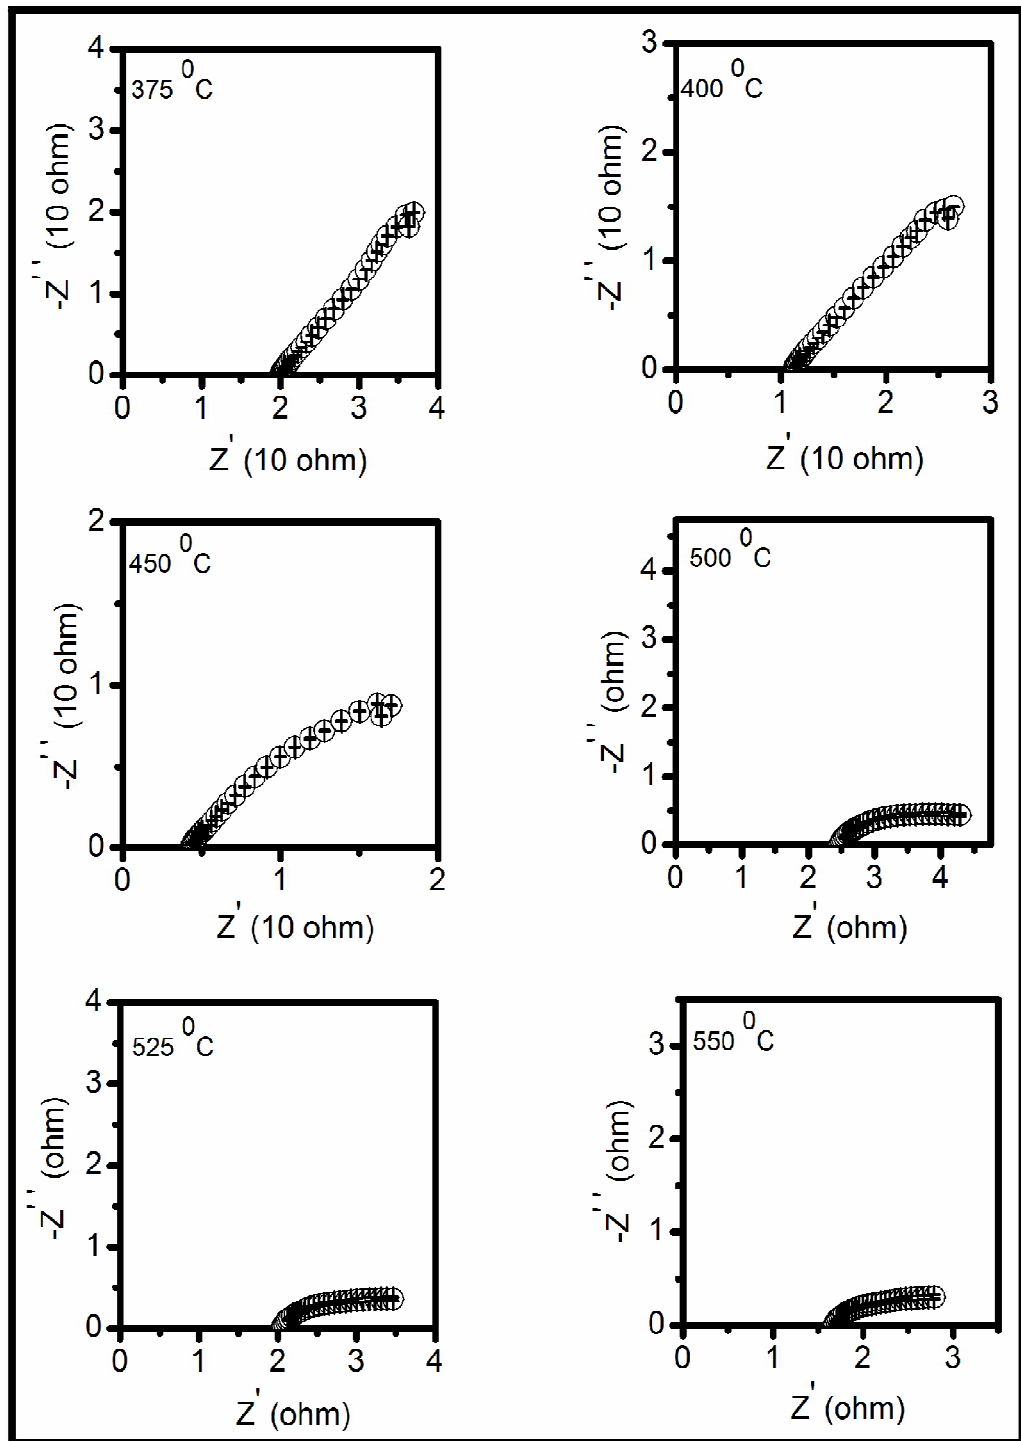 375 ⁰C
4
3
2
1
0
0 1 2 3 4
-Z'' (10 ohm)
Z' (10 ohm)
400 ⁰C
3
2
1
0
0 1 2 3
-Z'' (10 ohm)
Z' (10 ohm)
450 ⁰C
2
1
0
0 1 2
-Z'' (10 ohm)
Z' (10 ohm)
500 ⁰C
4
3
2
1
0
0 1 2 3 4
-Z'' (ohm)
Z' (ohm)
525 ⁰C
4
3
2
1
0
0 1 2 3 4
-Z'' (ohm)
Z' (ohm)
550 ⁰C
3
2
1
0
0 1 2 3
-Z'' (ohm)
Z' (ohm)